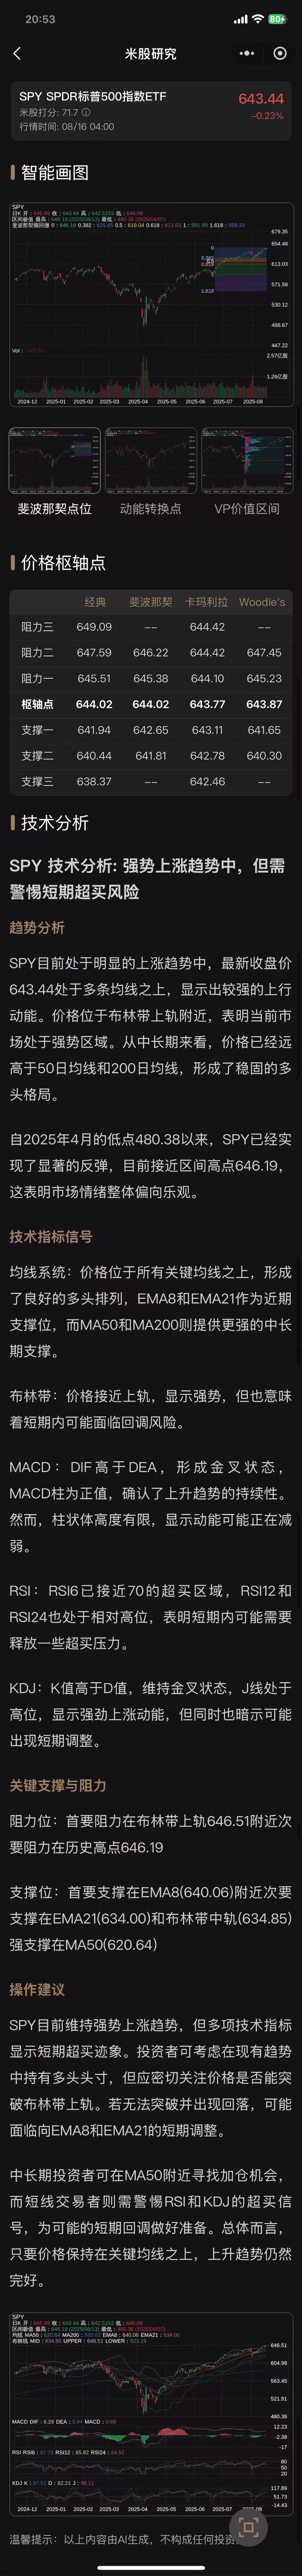 20:53
80
米股研究
SPY SPDR标普500指数ETF
643.44
米股打分: 71.7
-0.23%
行情时间: 08/16 04:00
智能画图
SPY
679.35
654.48
613.03
571.58
530.12
488.67
447.22
2.57亿股
1.28亿股
Vol :
2024-12 2025-01 2025-02 2025-03 2025-04 2025-05 2025-06 2025-07 2025-08
斐波那契点位 动能转换点 VP价值区间
价格枢轴点
经典 斐波那契 卡玛利拉 Woodie's
阻力三 649.09 -- 644.42 --
阻力二 647.59 646.22 644.42 647.45
阻力一 645.51 645.38 644.10 645.23
枢轴点 644.02 644.02 643.77 643.87
支撑一 641.94 642.65 643.11 641.65
支撑二 640.44 641.81 642.78 640.30
支撑三 638.37 -- 642.46 --
技术分析
SPY 技术分析: 强势上涨趋势中，但需
警惕短期超买风险
趋势分析
SPY目前处于明显的上涨趋势中，最新收盘价
643.44处于多条均线之上，显示出较强的上行
动能。价格位于布林带上轨附近，表明当前市
场处于强势区域。从中长期来看，价格已经远
高于50日均线和200日均线，形成了稳固的多
头格局。
自2025年4月的低点480.38以来，SPY已经实
现了显著的反弹，目前接近区间高点646.19，
这表明市场情绪整体偏向乐观。
技术指标信号
均线系统：价格位于所有关键均线之上，形成
了良好的多头排列，EMA8和EMA21作为近期
支撑位，而MA50和MA200则提供更强的中长
期支撑。
布林带：价格接近上轨，显示强势，但也意味
着短期内可能面临回调风险。
MACD：DIF高于DEA，形成金叉状态，
MACD柱为正值，确认了上升趋势的持续性。
然而，柱状体高度有限，显示动能可能正在减
弱。
RSI：RSI6已接近70的超买区域，RSI12和
RSI24也处于相对高位，表明短期内可能需要
释放一些超买压力。
KDJ：K值高于D值，维持金叉状态，J线处于
高位，显示强劲上涨动能，但同时也暗示可能
出现短期调整。
关键支撑与阻力
阻力位：首要阻力在布林带上轨646.51附近次
要阻力在历史高点646.19
支撑位：首要支撑在EMA8(640.06)附近次要
支撑在EMA21(634.00)和布林带中轨(634.85)
强支撑在MA50(620.64)
操作建议
SPY目前维持强势上涨趋势，但多项技术指标
显示短期超买迹象。投资者可考虑在现有趋势
中持有多头头寸，但应密切关注价格是否能突
破布林带上轨。若无法突破并出现回落，可能
面临向EMA8和EMA21的短期调整。
中长期投资者可在MA50附近寻找加仓机会，
而短线交易者则需警惕RSI和KDJ的超买信
号，为可能的短期回调做好准备。总体而言，
只要价格保持在关键均线之上，上升趋势仍然
完好。
SPY
646.51
604.98
563.45
521.91
480.38
MACD DIF : 6.28 DEA : MACD :
12.23
-2.38
-17
RSI RSI6 : RSI12 : 65.82 RSI24 : 64.52
80
50
20
KDJ K : D : 82.21 J :
117.89
51.73
-14.43
2024-12 2025-01 2025-02 2025-03 2025-04 2025-05 2025-06 2025-07
温馨提示：以上内容由AI生成，不构成任何投资